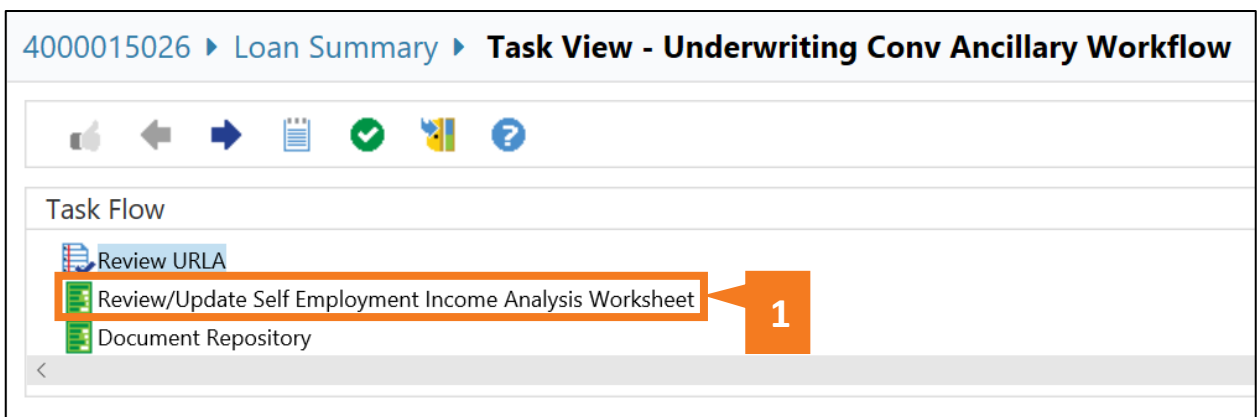 4000015026 ▸ Loan Summary ▸ Task View - Underwriting Conv Ancillary Workflow
?
Task Flow
Review URLA
Review/Update Self Employment Income Analysis Worksheet
1
Document Repository